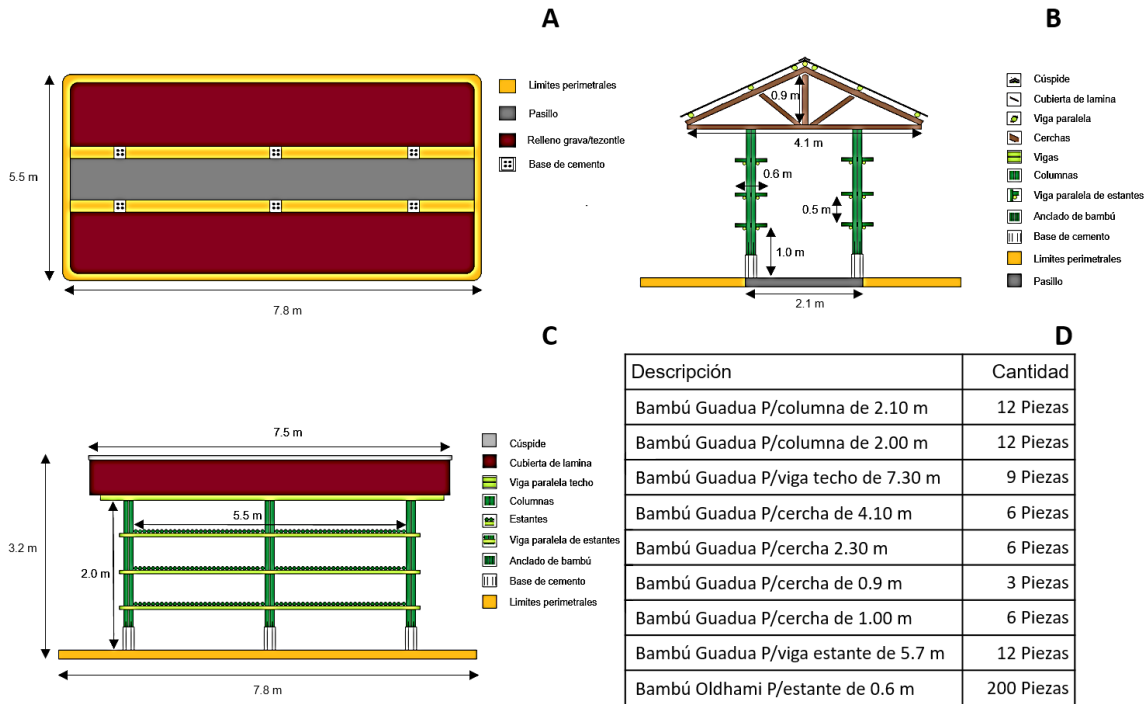 A
5.5 m
7.8 m
Limites perimetrales
Pasillo
Relleno grava/tezontle
Base de cemento
B
0.9 m
4.1 m
0.6 m
0.5 m
1.0 m
2.1 m
Cúspide
Cubierta de lamina
Viga paralela
Cerchas
Vigas
Columnas
Viga paralela de estantes
Anclado de bambú
Base de cemento
Limites perimetrales
Pasillo
C
7.5 m
5.5 m
3.2 m
2.0 m
7.8 m
Cúspide
Cubierta de lamina
Viga paralela techo
Columnas
Estantes
Viga paralela de estantes
Anclado de bambú
Base de cemento
Limites perimetrales
D
Descripción Cantidad
Bambú Guadua P/columna de 2.10 m 12 Piezas
Bambú Guadua P/columna de 2.00 m 12 Piezas
Bambú Guadua P/viga techo de 7.30 m 9 Piezas
Bambú Guadua P/cercha de 4.10 m 6 Piezas
Bambú Guadua P/cercha 2.30 m 6 Piezas
Bambú Guadua P/cercha de 0.9 m 3 Piezas
Bambú Guadua P/cercha de 1.00 m 6 Piezas
Bambú Guadua P/viga estante de 5.7 m 12 Piezas
Bambú Oldhami P/estante de 0.6 m 200 Piezas